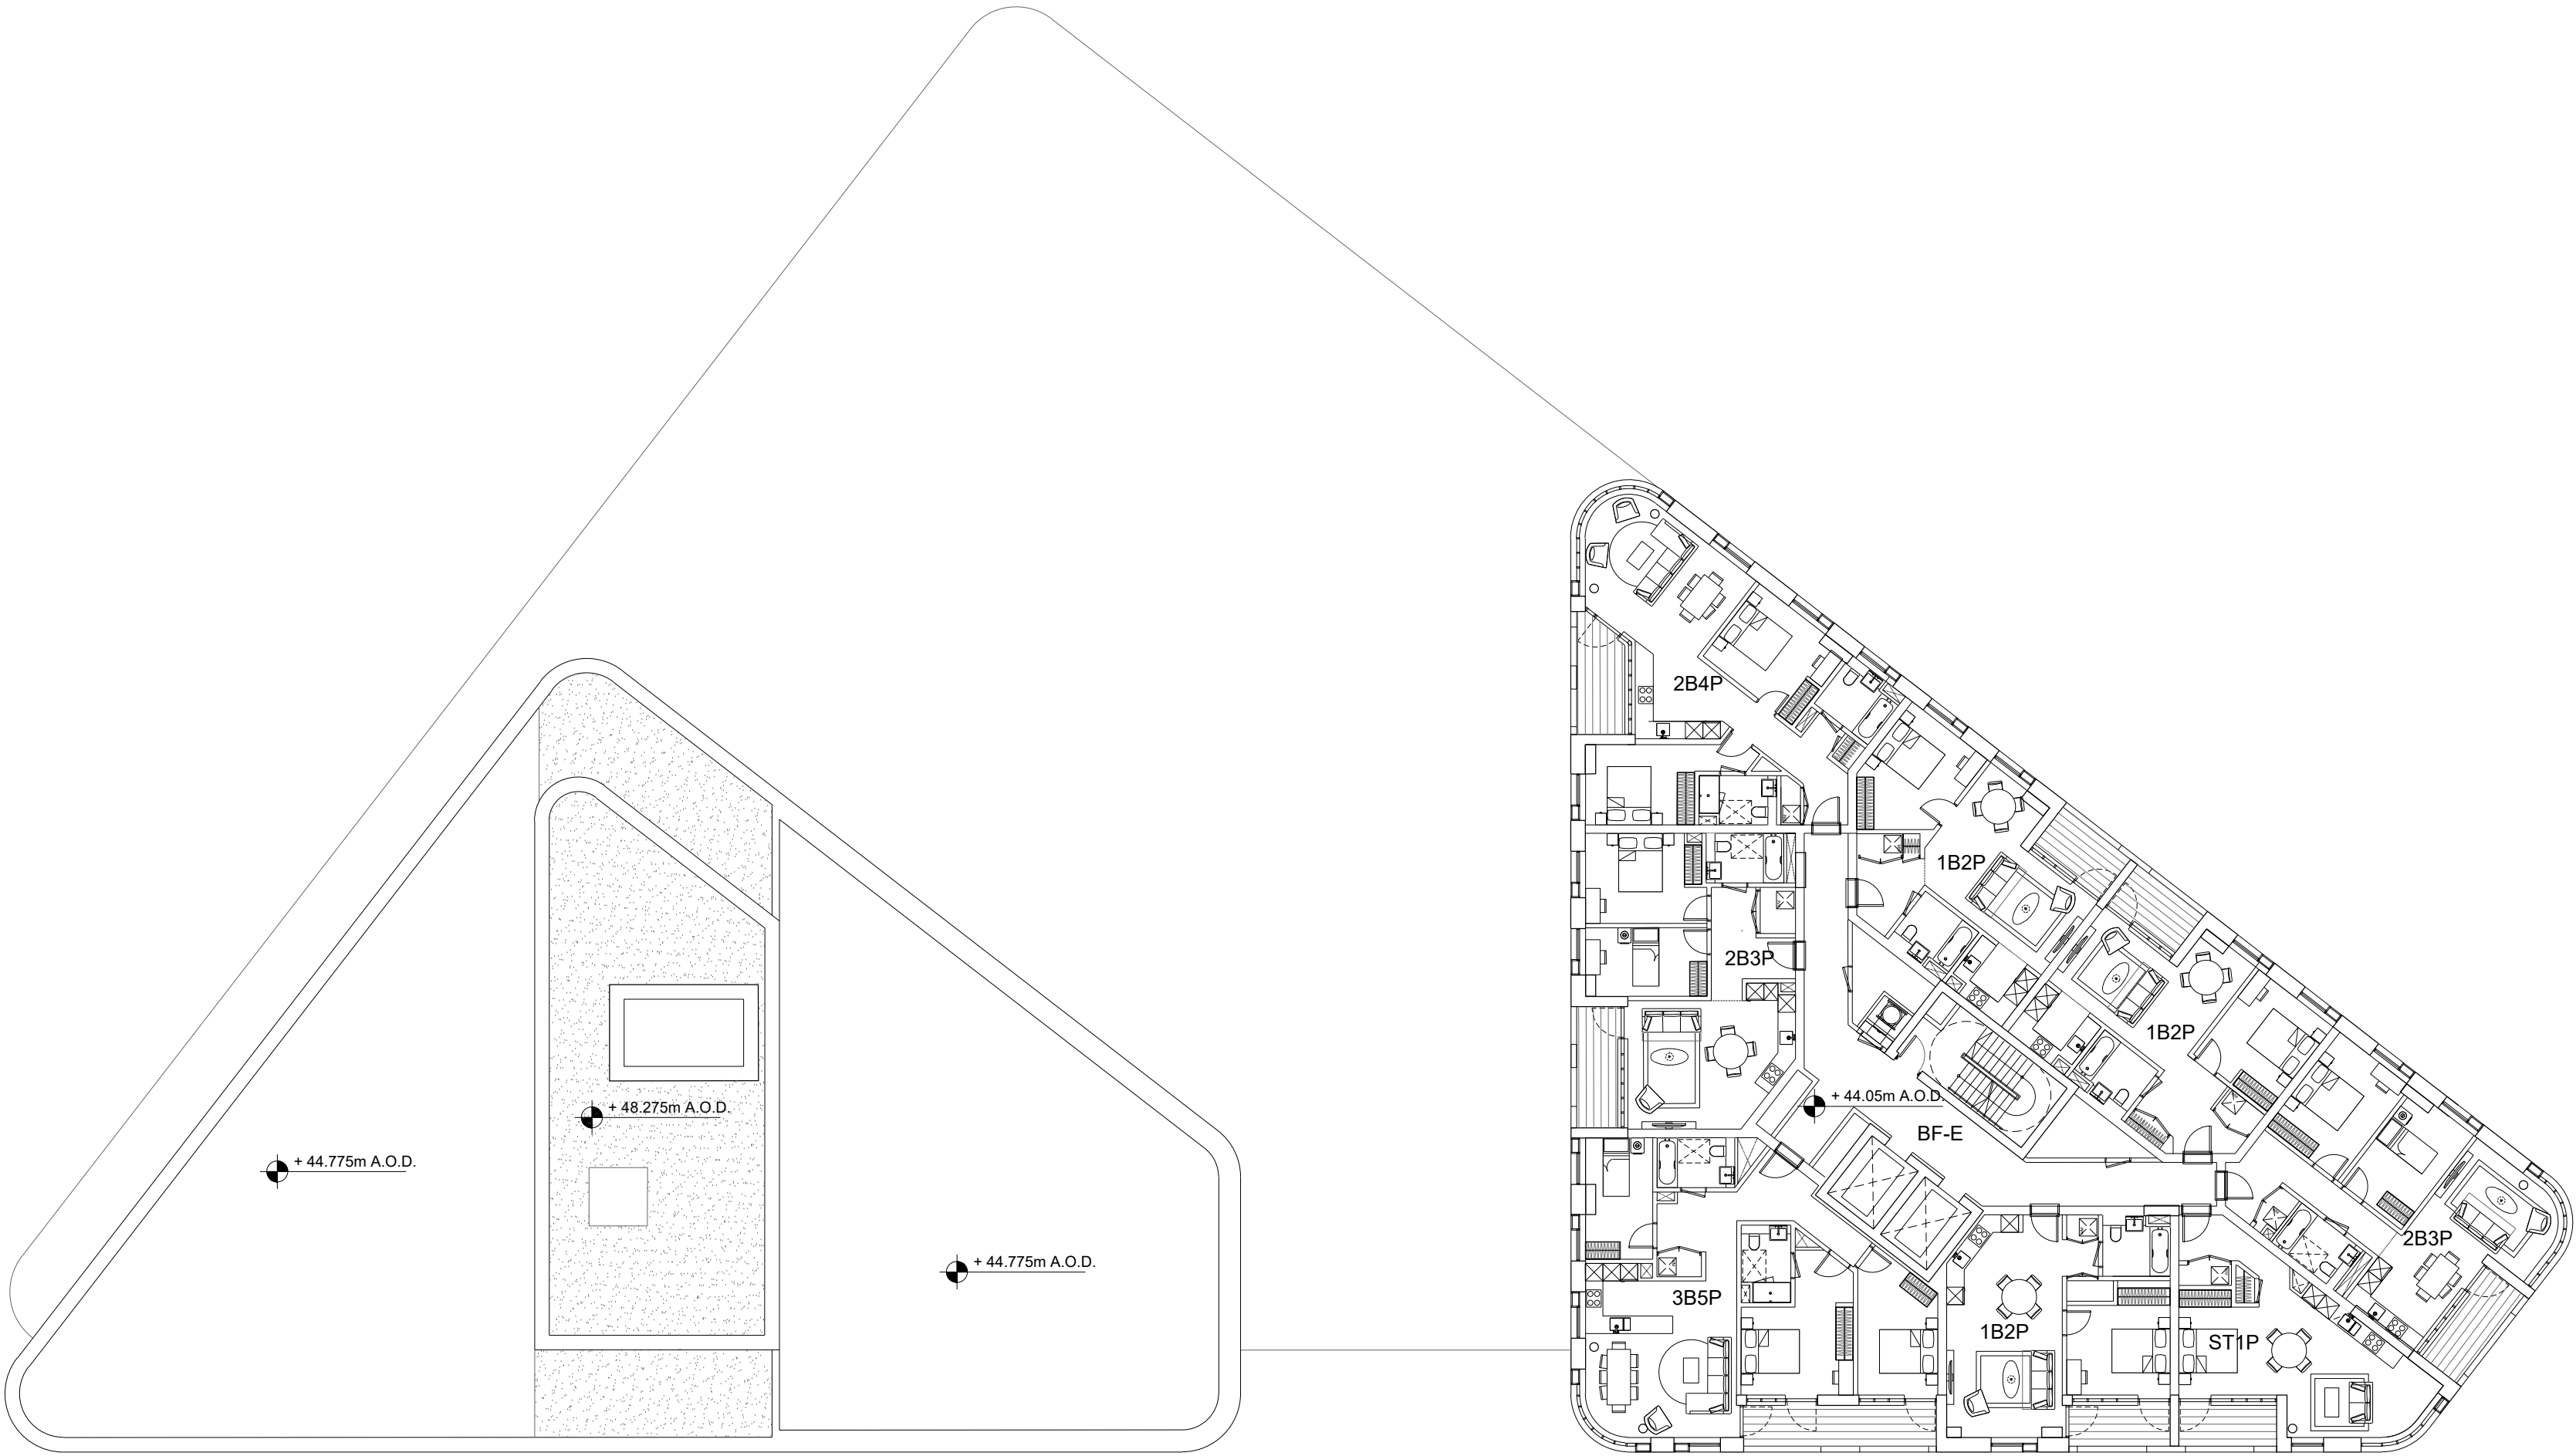 2B4P
1B2P
2B3P
1B2P
+ 48.275m A.O.D.
+ 44.05m A.O.D.
BF-E
+ 44.775m A.O.D.
2B3P
+ 44.775m A.O.D.
3B5P
1B2P
ST1P